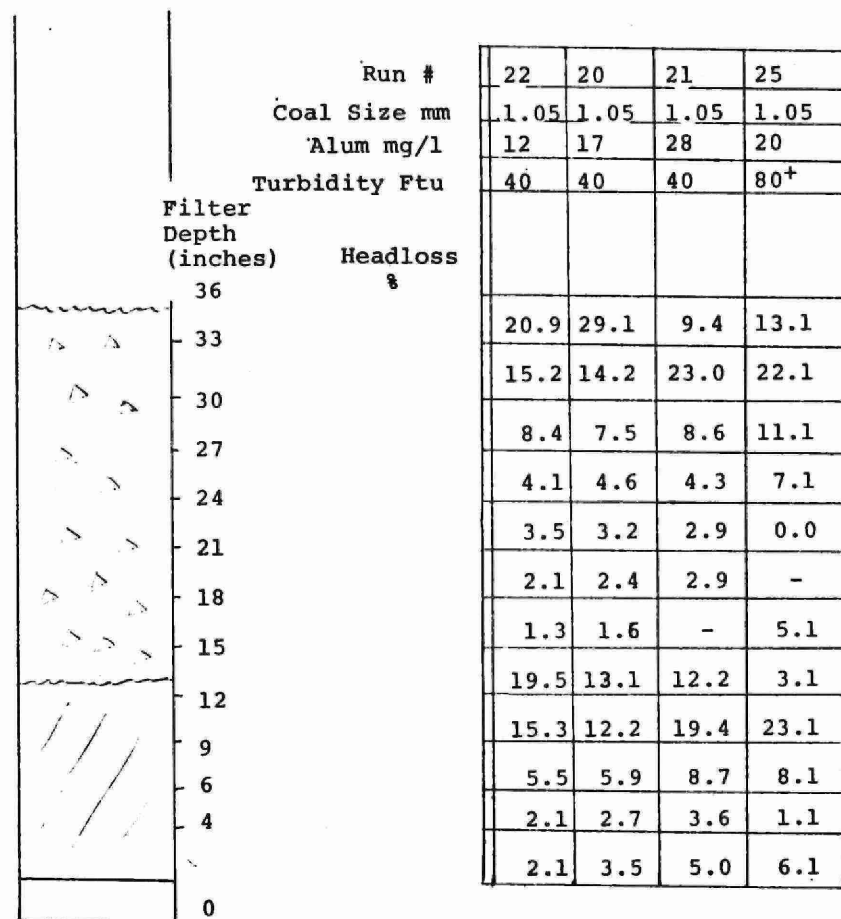 Run # 22 20 21 25
Coal Size mm 1.05 1.05 1.05 1.05
Alum mg/l 12 17 28 20
Turbidity Ftu 40 40 40 80+
Filter
Depth
(inches) Headloss
%
36
20.9 29.1 9.4 13.1
33
15.2 14.2 23.0 22.1
30
8.4 7.5 8.6 11.1
27
4.1 4.6 4.3 7.1
24
3.5 3.2 2.9 0.0
21
2.1 2.4 2.9 -
18
1.3 1.6 - 5.1
15
19.5 13.1 12.2 3.1
12
15.3 12.2 19.4 23.1
9
5.5 5.9 8.7 8.1
6
2.1 2.7 3.6 1.1
4
2.1 3.5 5.0 6.1
0